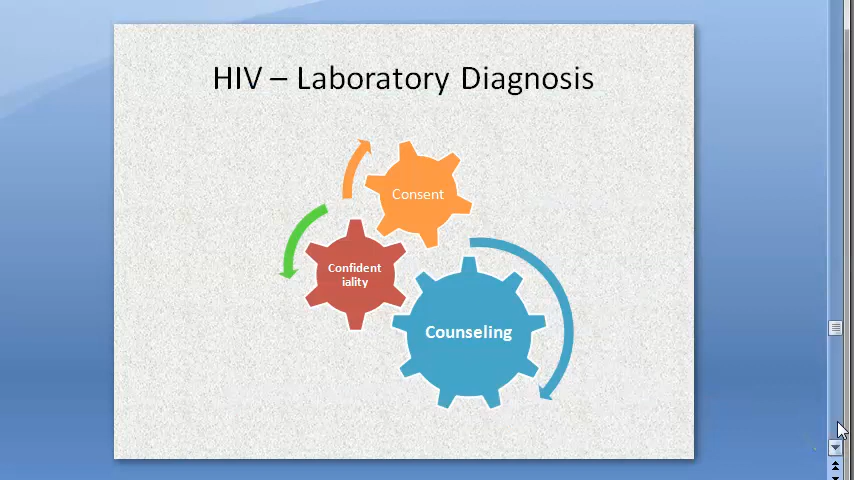 HIV – Laboratory Diagnosis
Consent
Confident
iality
Counseling